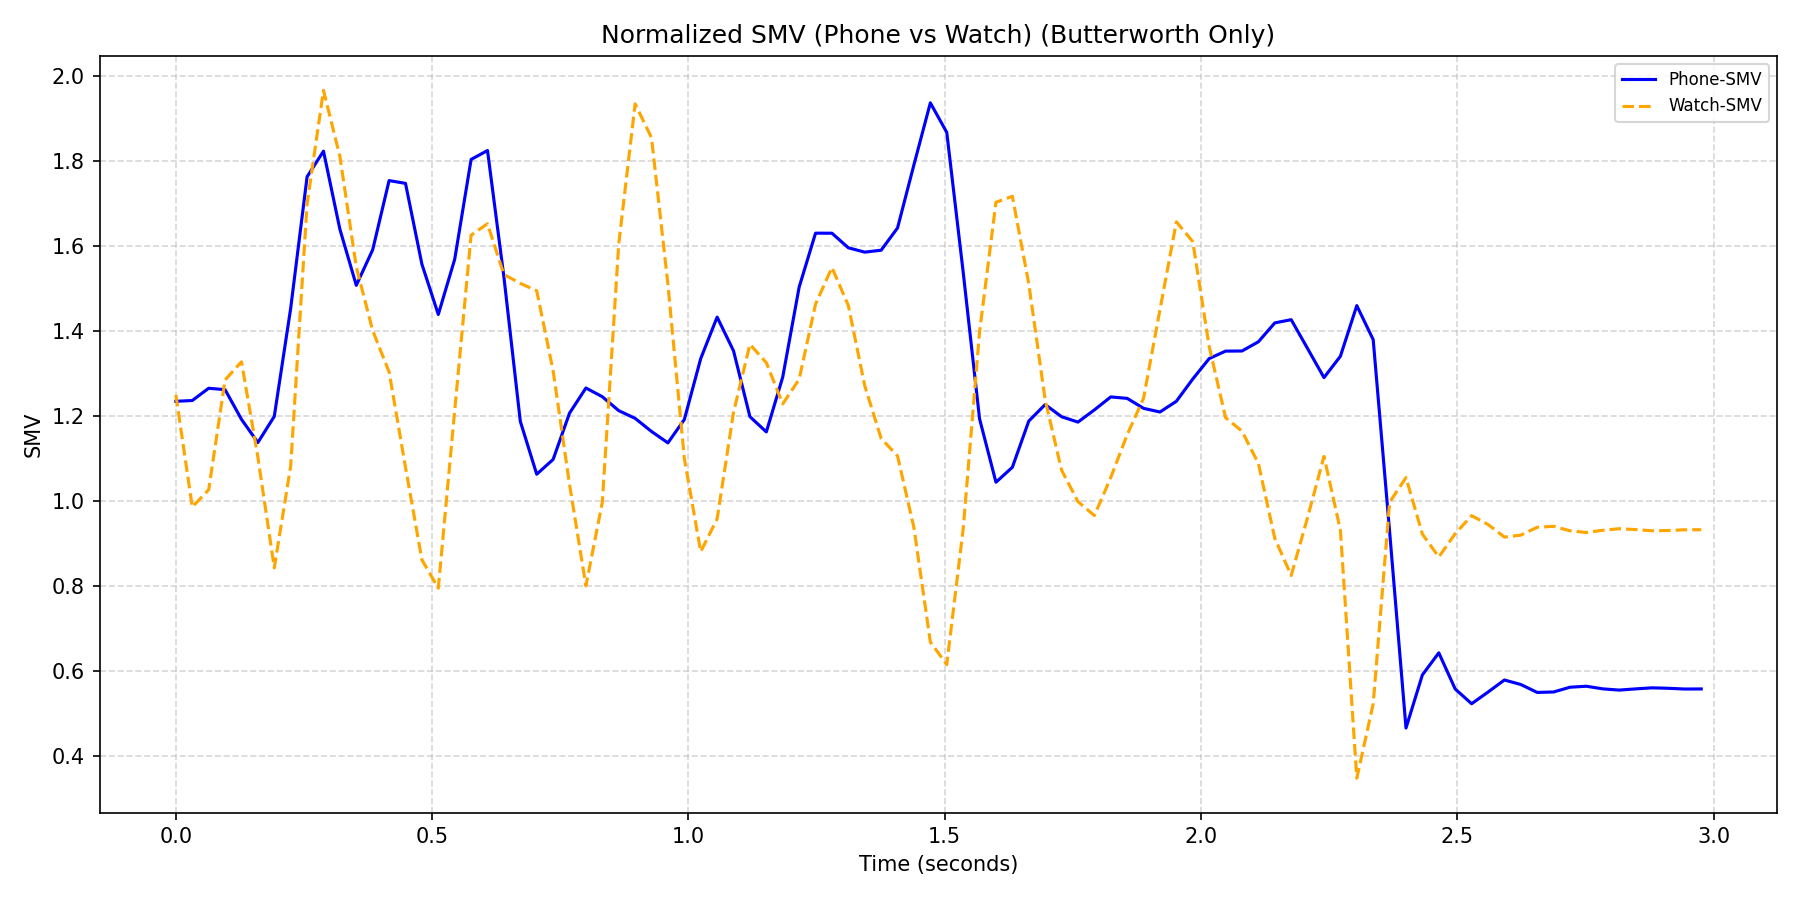 Normalized SMV (Phone vs Watch) (Butterworth Only)
Phone-SMV
Watch-SMV
SMV
2.0
1.8
1.6
1.4
1.2
1.0
0.8
0.6
0.4
0.0 0.5 1.0 1.5 2.0 2.5 3.0
Time (seconds)